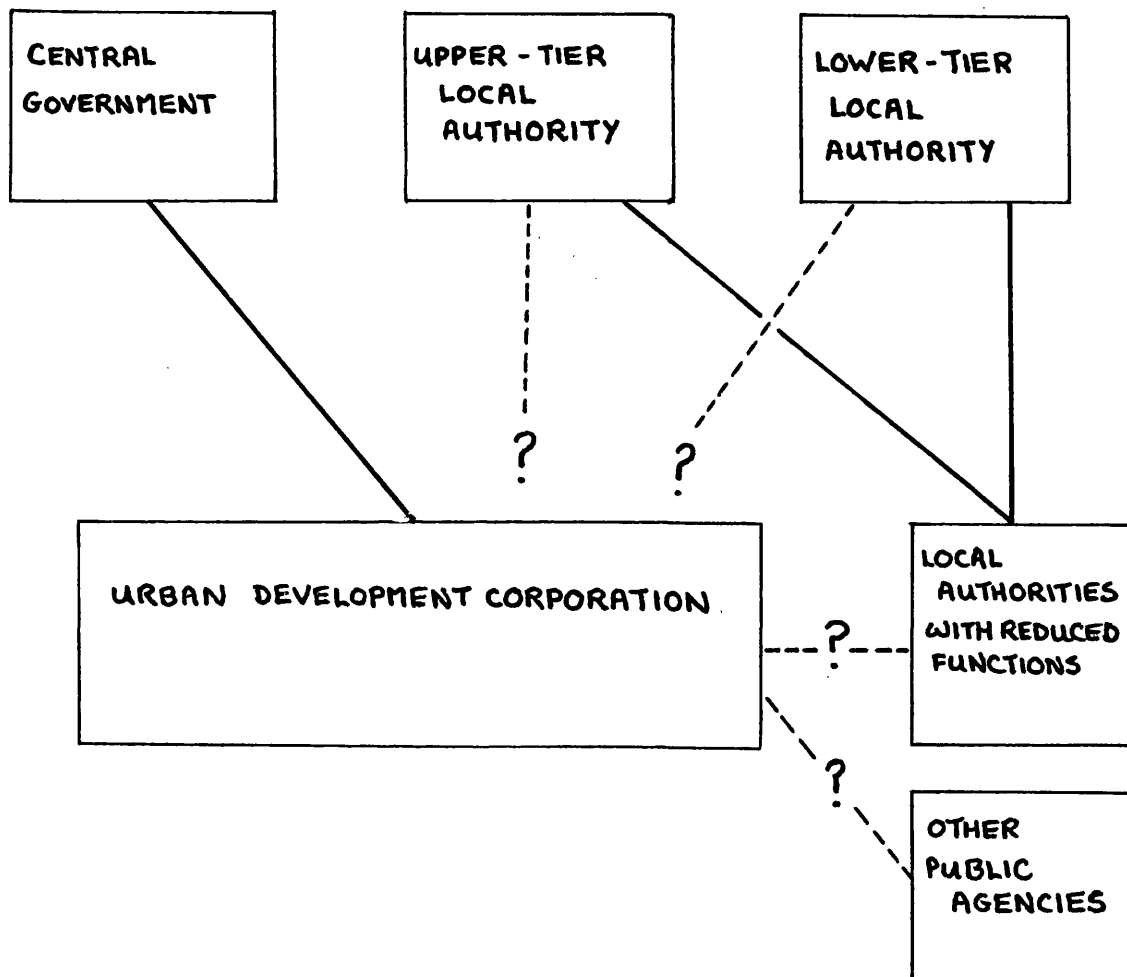 CENTRAL
GOVERNMENT
UPPER-TIER
LOCAL
AUTHORITY
LOWER-TIER
LOCAL
AUTHORITY
?
?
URBAN DEVELOPMENT CORPORATION
?
LOCAL
AUTHORITIES
WITH REDUCED
FUNCTIONS
?
OTHER
PUBLIC
AGENCIES